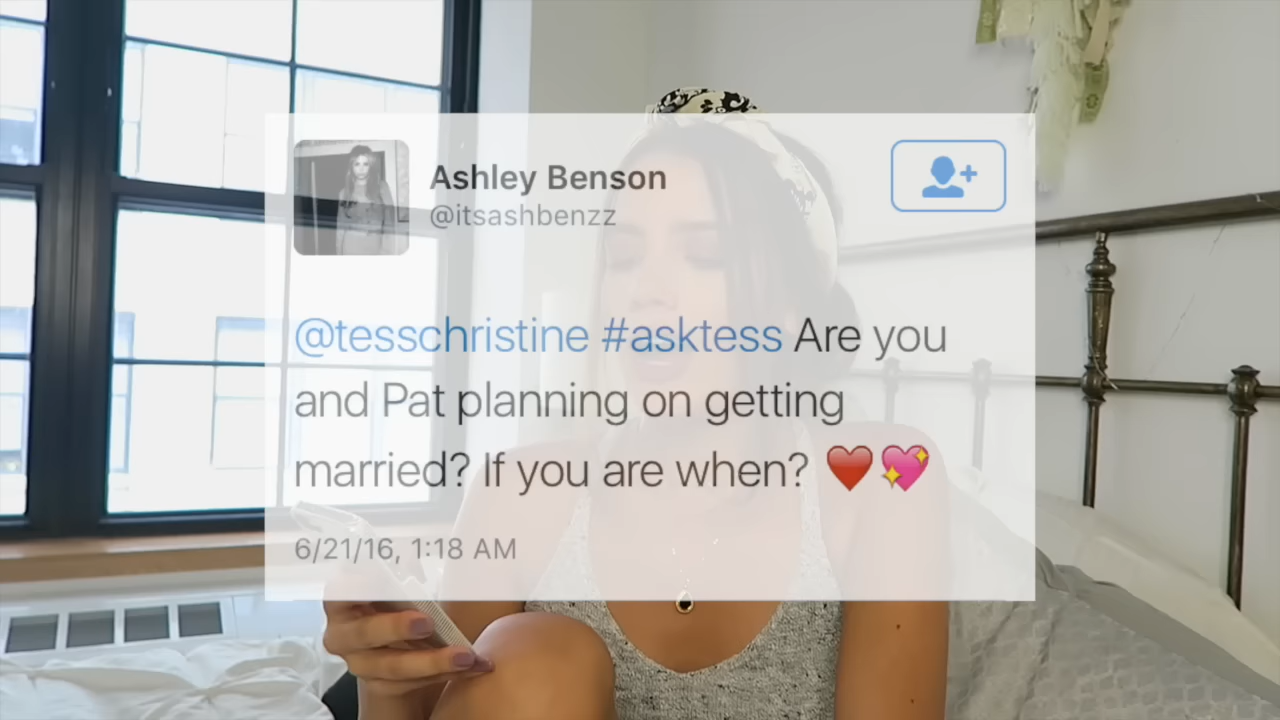 Ashley Benson
@itsashbenzz
@tesschristine #asktess Are you
and Pat planning on getting
married? If you are when? ❤️💖
6/21/16, 1:18 AM